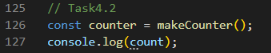 125 // Task4.2
126 const counter = makeCounter();
127 console.log(count);